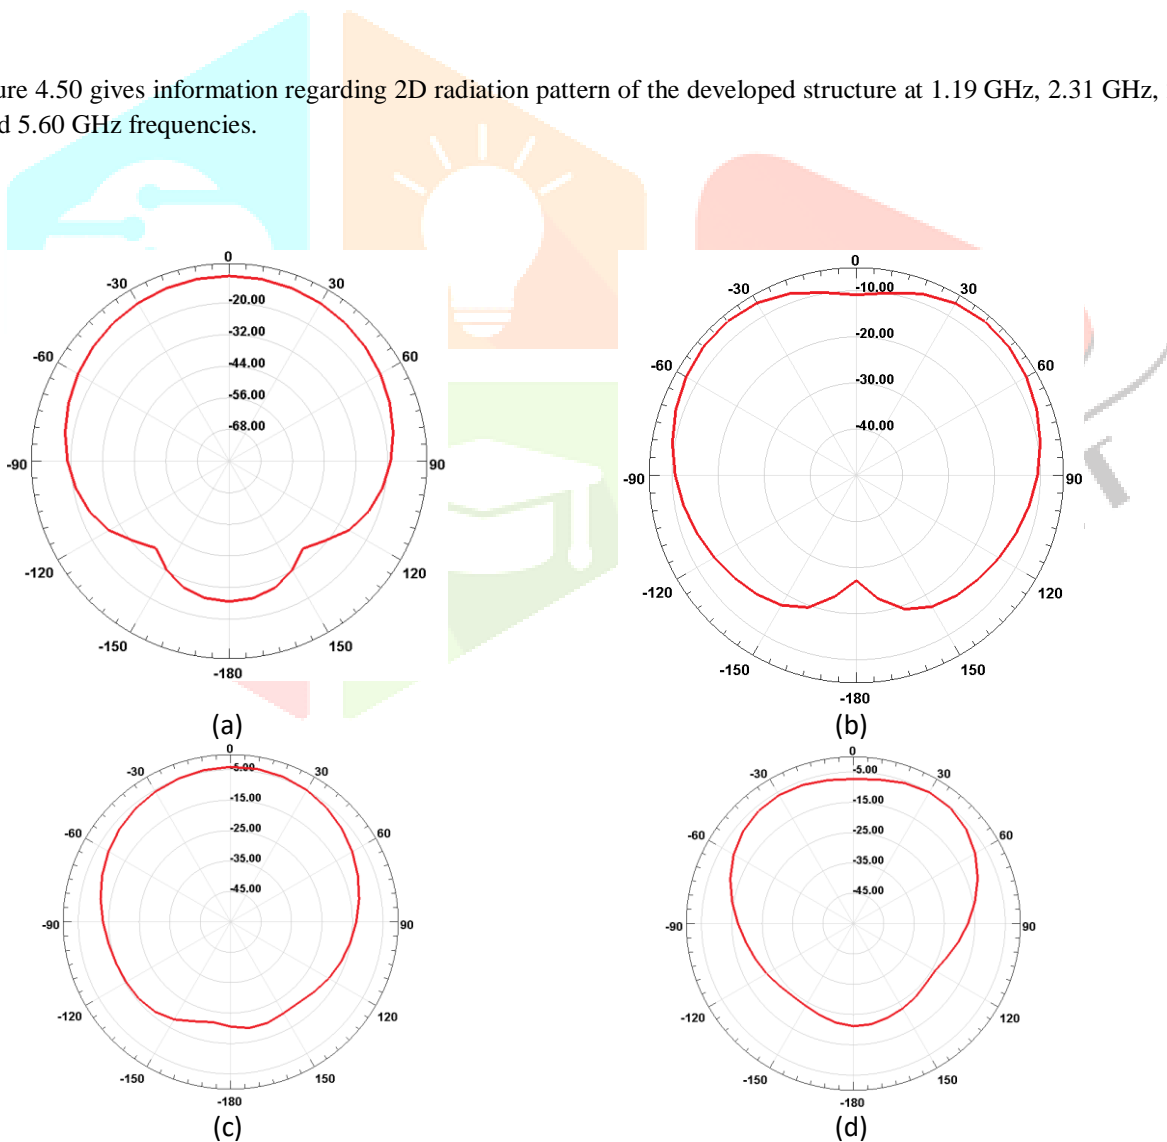 ure 4.50 gives information regarding 2D radiation pattern of the developed structure at 1.19 GHz, 2.31 GHz,
d 5.60 GHz frequencies.
0
-30 30
-20.00
-32.00
-60 -44.00 60
-56.00
-68.00
-90 90
-120 120
-150 150
-180
(a)
0
-30 -10.00 30
-20.00
-60 -30.00 60
-40.00
-90 90
-120 120
-150 150
-180
(b)
0
-30 -5.00 30
-15.00
-60 -25.00 60
-35.00
-45.00
-90 90
-120 120
-150 150
-180
(c)
0
-30 -5.00 30
-15.00
-60 -25.00 60
-35.00
-45.00
-90 90
-120 120
-150 150
-180
(d)